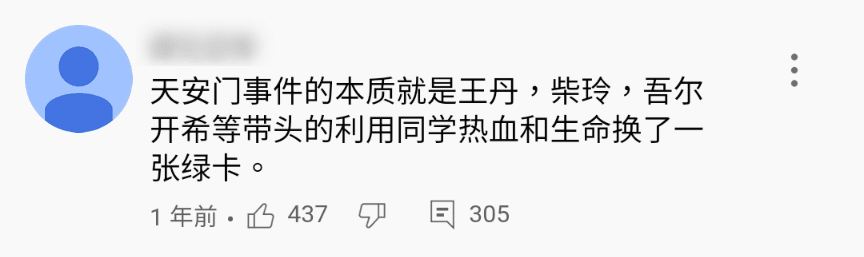 天安门事件的本质就是王丹，柴玲，吾尔
开希等带头的利用同学热血和生命换了一
张绿卡。
1 年前 · 437 305